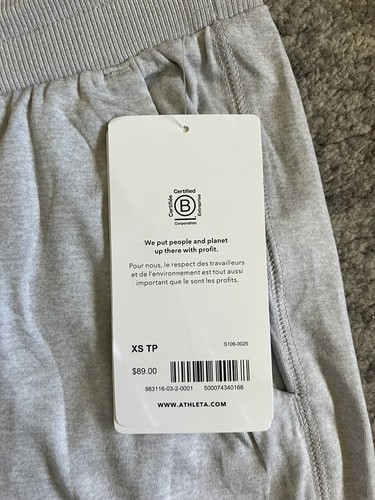 Certified
Certifiée
B
Entreprise
Corporation
We put people and planet
up there with profit.
Pour nous, le respect des travailleurs
et de l'environnement est tout aussi
important que le sont les profits.
XS TP
S106-0025
$89.00
983116-03-2-0001 500074340168
WWW.ATHLETA.COM